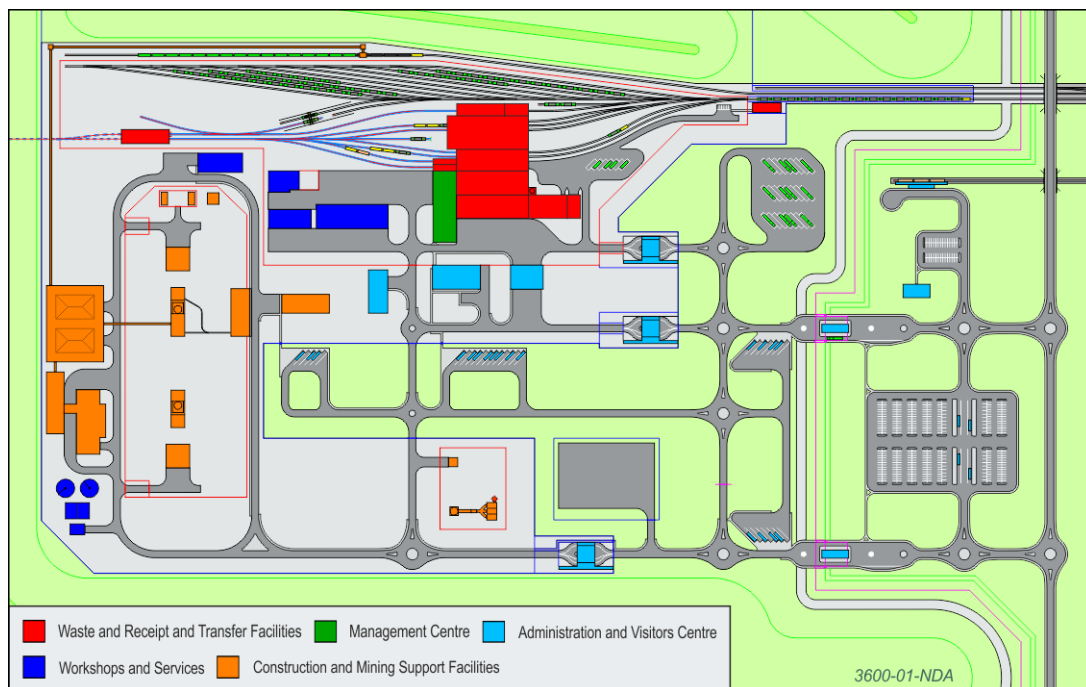 Waste and Receipt and Transfer Facilities
Management Centre
Administration and Visitors Centre
Workshops and Services
Construction and Mining Support Facilities
3600-01-NDA